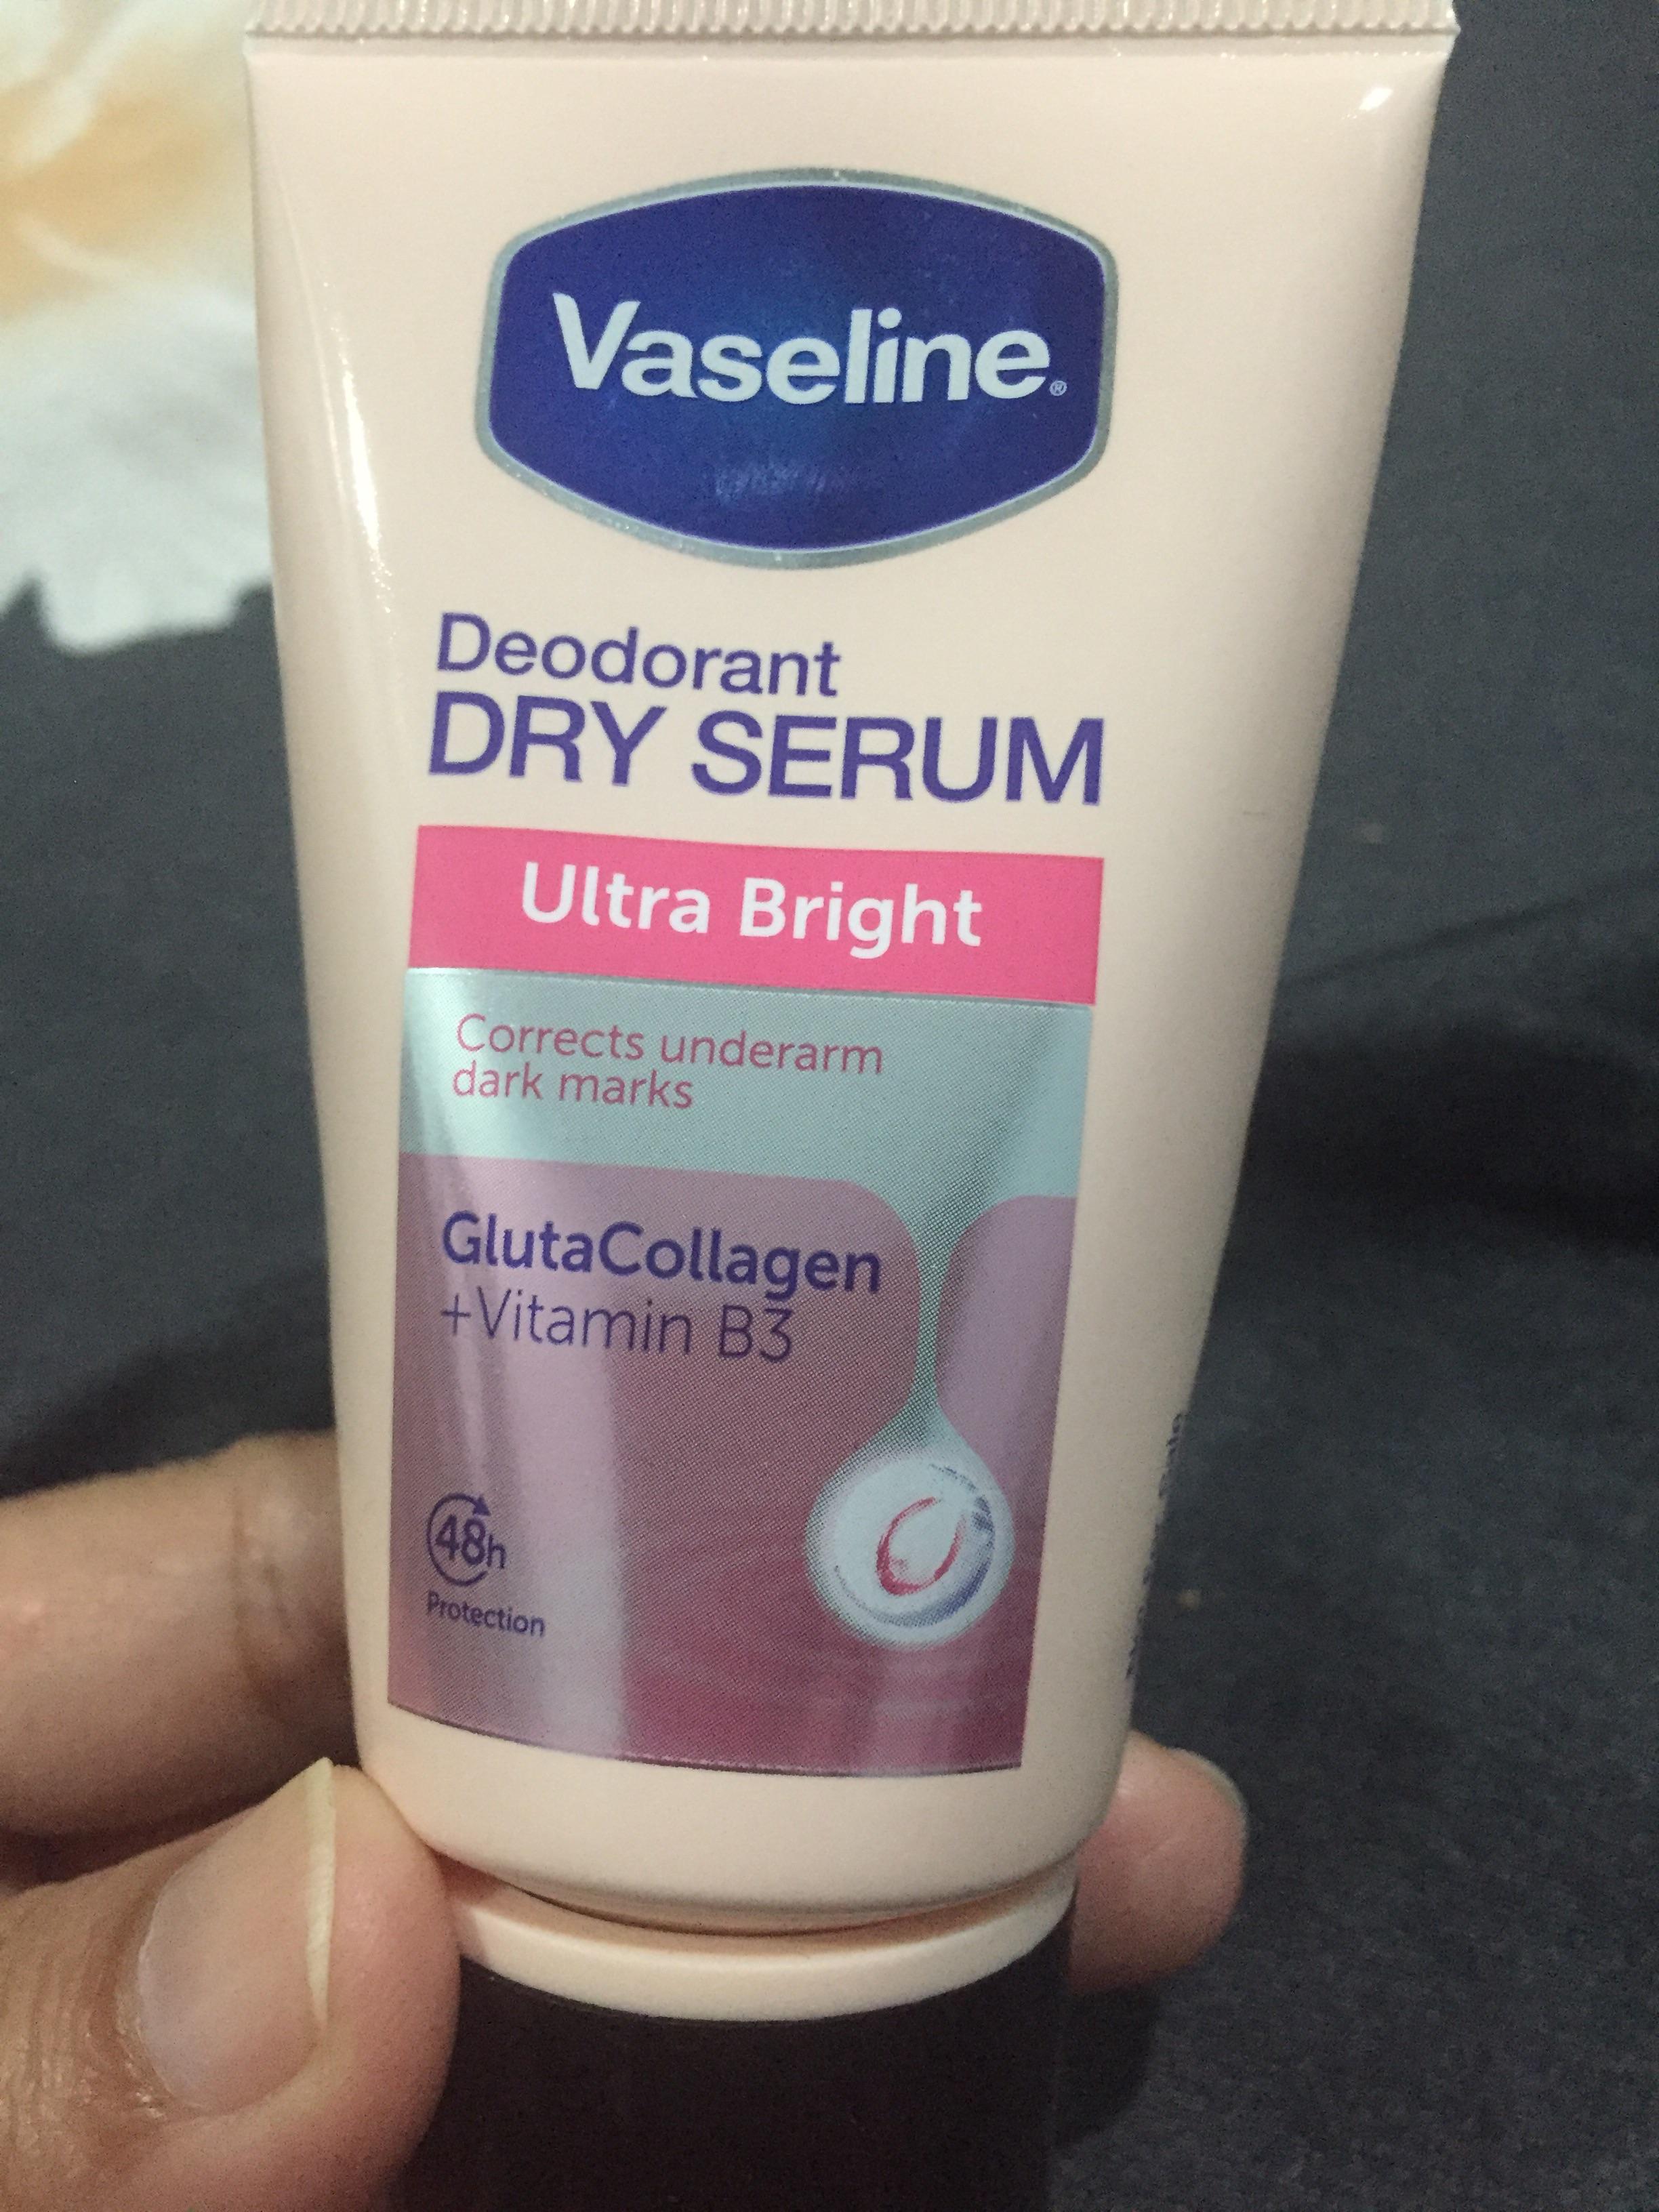 Vaseline®
Deodorant
DRY SERUM
Ultra Bright
Corrects underarm
dark marks
GlutaCollagen
+Vitamin B3
48h
Protection